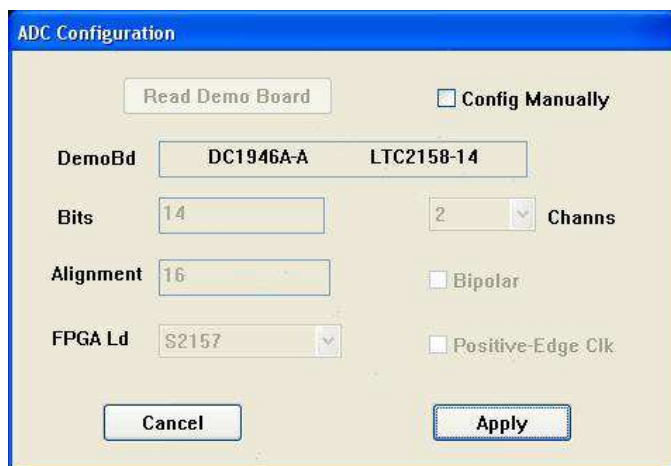 ADC Configuration
Read Demo Board
Config Manually
DemoBd DC1946A-A LTC2158-14
Bits 14 2 Channs
Alignment 16 Bipolar
FPGA Ld S2157 Positive-Edge Clk
Cancel Apply